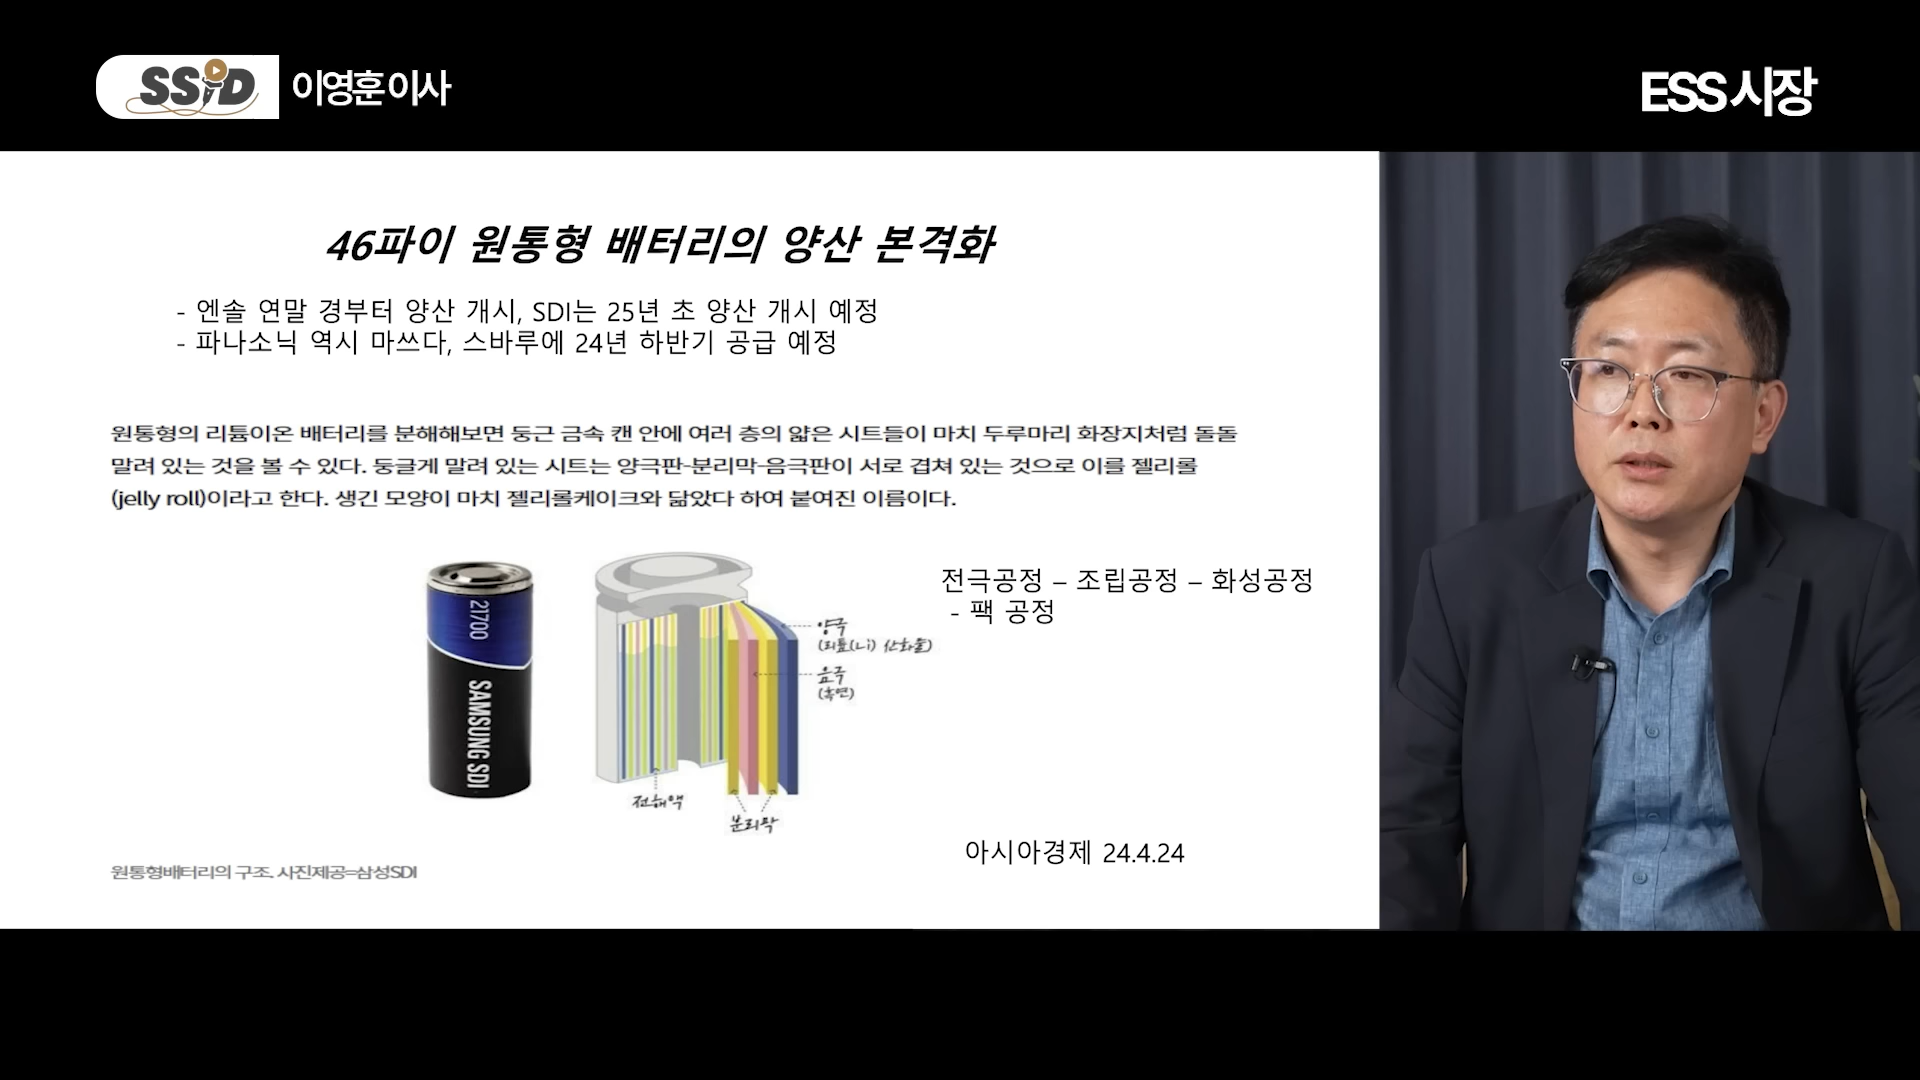 SSiD 이영훈 이사
ESS 시장
46파이 원통형 배터리의 양산 본격화
- 엔솔 연말 경부터 양산 개시, SDI는 25년 초 양산 개시 예정
- 파나소닉 역시 마쓰다, 스바루에 24년 하반기 공급 예정
원통형의 리튬이온 배터리를 분해해보면 둥근 금속 캔 안에 여러 층의 얇은 시트들이 마치 두루마리 화장지처럼 돌돌
말려 있는 것을 볼 수 있다. 둥글게 말려 있는 시트는 양극판-분리막-음극판이 서로 겹쳐 있는 것으로 이를 젤리롤
(jelly roll)이라고 한다. 생긴 모양이 마치 젤리롤케이크와 닮았다 하여 붙여진 이름이다.
21700
SAMSUNG SDI
양극
(리튬(Li) 산화물)
음극
(흑연)
전해액
분리막
전극공정 – 조립공정 – 화성공정
- 팩 공정
아시아경제 24.4.24
원통형배터리의 구조. 사진제공=삼성SDI